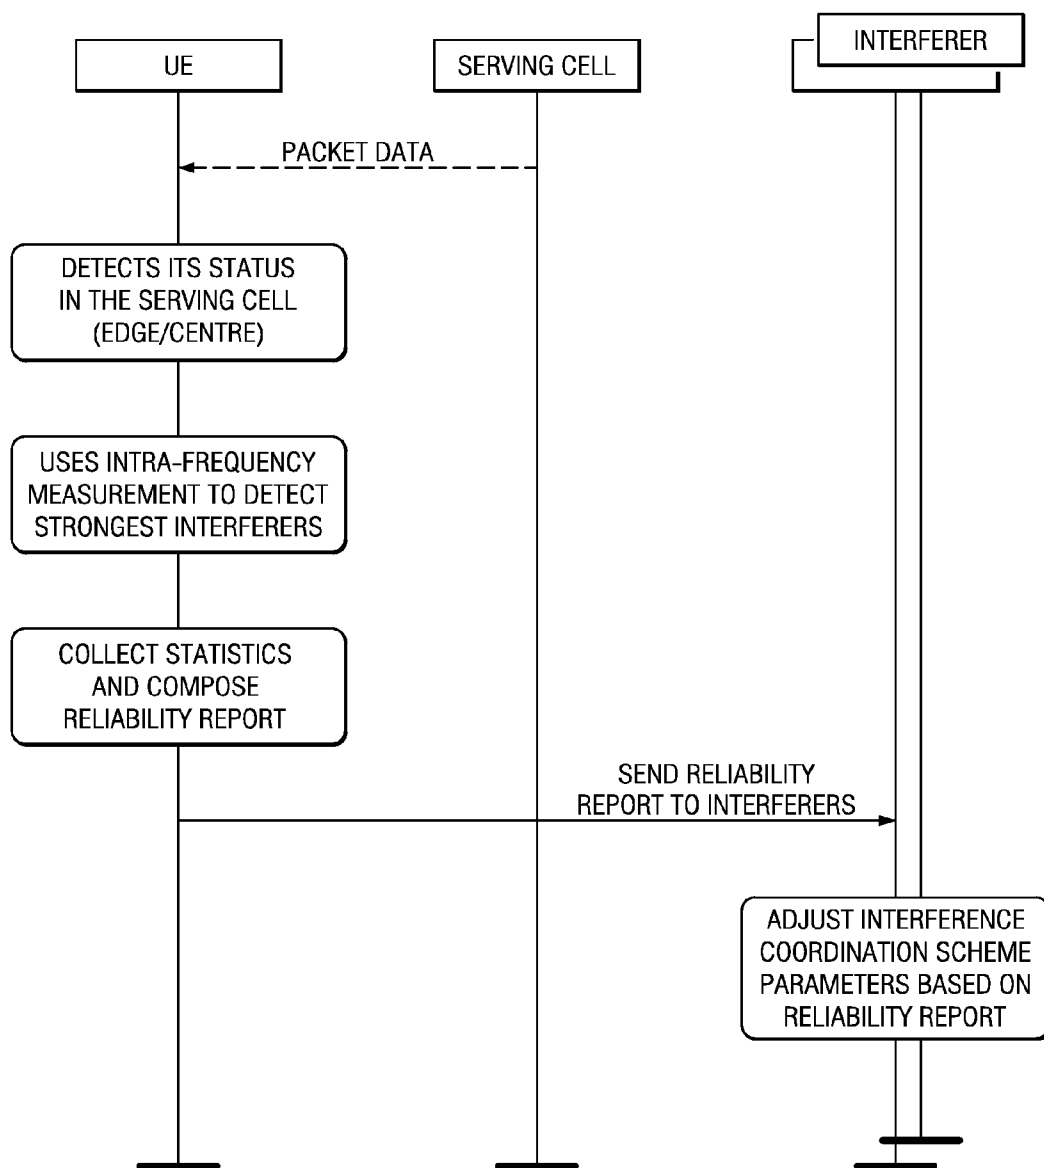 UE
SERVING CELL
INTERFERER
PACKET DATA
DETECTS ITS STATUS
IN THE SERVING CELL
(EDGE/CENTRE)
USES INTRA-FREQUENCY
MEASUREMENT TO DETECT
STRONGEST INTERFERERS
COLLECT STATISTICS
AND COMPOSE
RELIABILITY REPORT
SEND RELIABILITY
REPORT TO INTERFERERS
ADJUST INTERFERENCE
COORDINATION SCHEME
PARAMETERS BASED ON
RELIABILITY REPORT